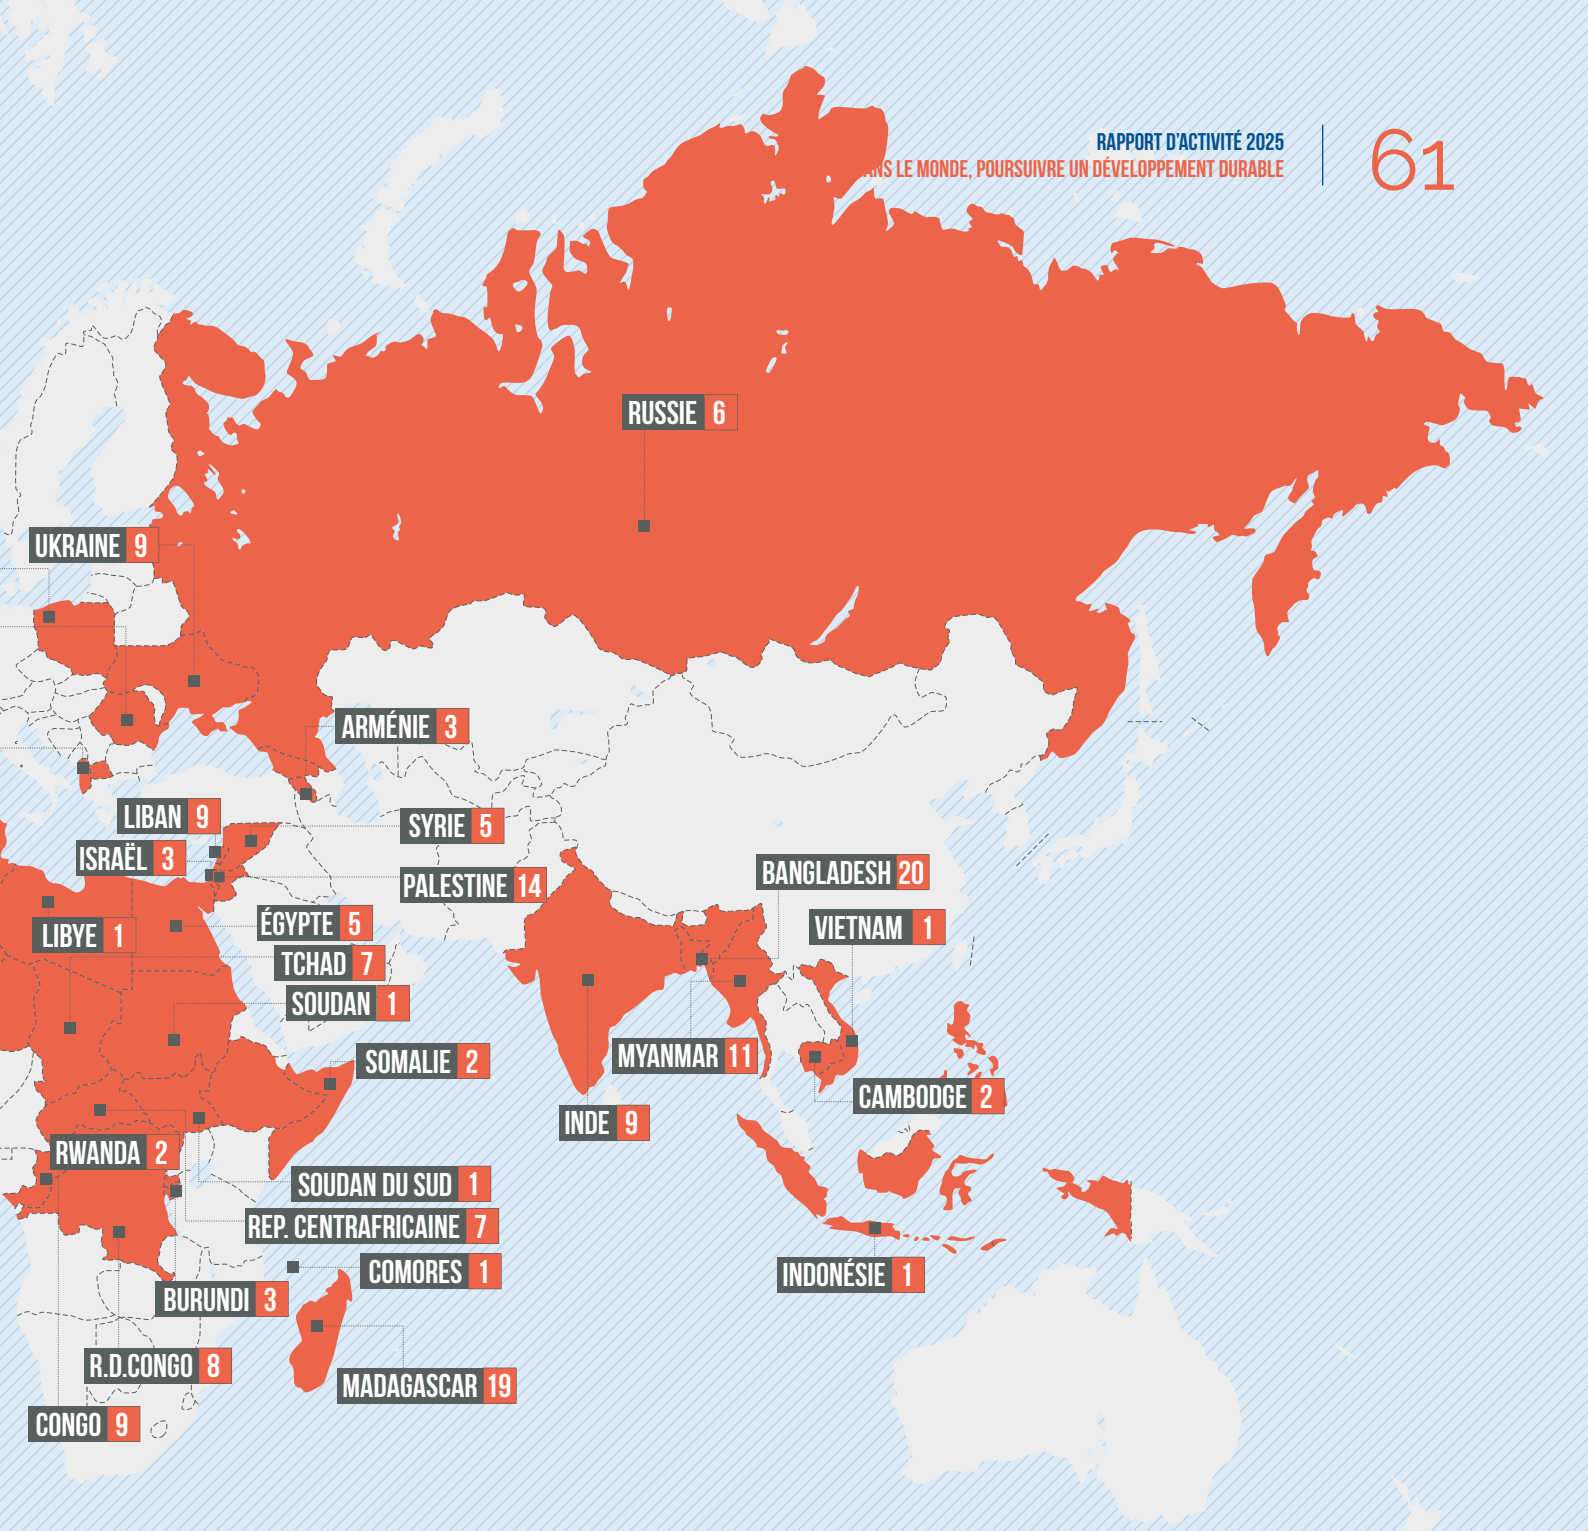 RAPPORT D'ACTIVITÉ 2025
NS LE MONDE, POURSUIVRE UN DÉVELOPPEMENT DURABLE
61
RUSSIE 6
UKRAINE 9
ARMÉNIE 3
LIBAN 9
SYRIE 5
ISRAËL 3
PALESTINE 14
BANGLADESH 20
LIBYE 1
ÉGYPTE 5
VIETNAM 1
TCHAD 7
SOUDAN 1
SOMALIE 2
MYANMAR 11
CAMBODGE 2
INDE 9
RWANDA 2
SOUDAN DU SUD 1
REP. CENTRAFRICAINE 7
COMORES 1
INDONÉSIE 1
BURUNDI 3
R.D.CONGO 8
MADAGASCAR 19
CONGO 9